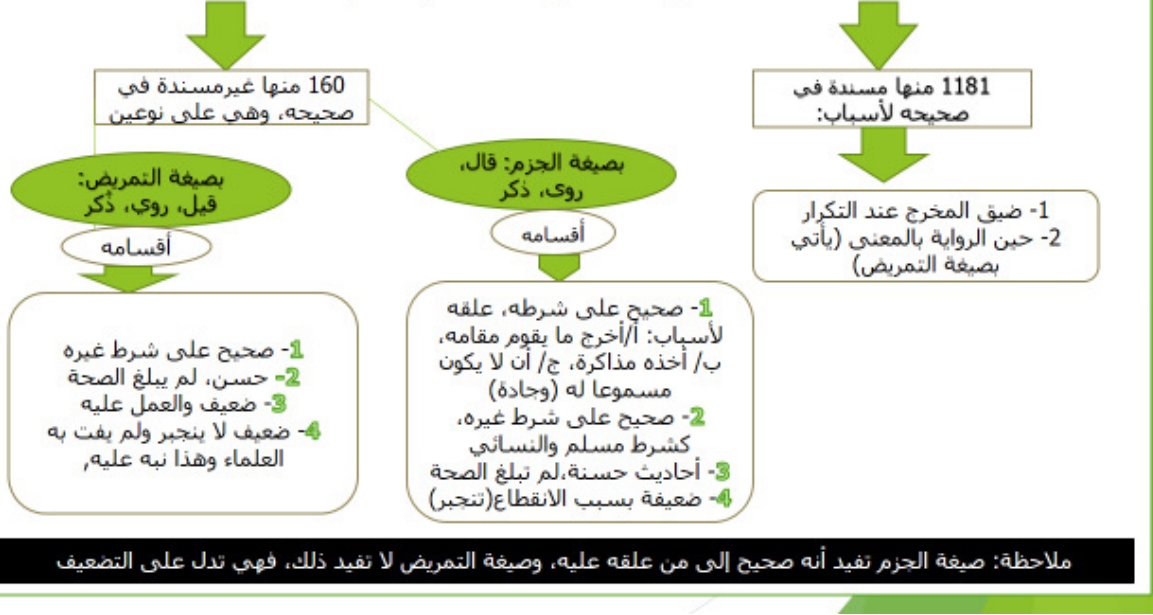 1181 منها مسندة في
صحيحه لأسباب:
1- ضيق المخرج عند التكرار
2- حين الرواية بالمعنى (يأتي
بصيغة التمريض)
160 منها غيرمسندة في
صحيحه، وهي على نوعين
بصيغة الجزم: قال،
روى، ذكر
أقسامه
1- صحيح على شرطه، علقه
لأسباب: أ/أخرج ما يقوم مقامه،
ب/ أخذه مذاكرة، ج/ أن لا يكون
مسموعا له (وجادة)
2- صحيح على شرط غيره،
كشرط مسلم والنسائي
3- أحاديث حسنة،لم تبلغ الصحة
4- ضعيفة بسبب الانقطاع(تنجبر)
بصيغة التمريض:
قيل، روي، ذُكر
أقسامه
1- صحيح على شرط غيره
2- حسن، لم يبلغ الصحة
3- ضعيف والعمل عليه
4- ضعيف لا ينجبر ولم يفت به
العلماء وهذا نبه عليه,
ملاحظة: صيغة الجزم تفيد أنه صحيح إلى من علقه عليه، وصيغة التمريض لا تفيد ذلك، فهي تدل على التضعيف